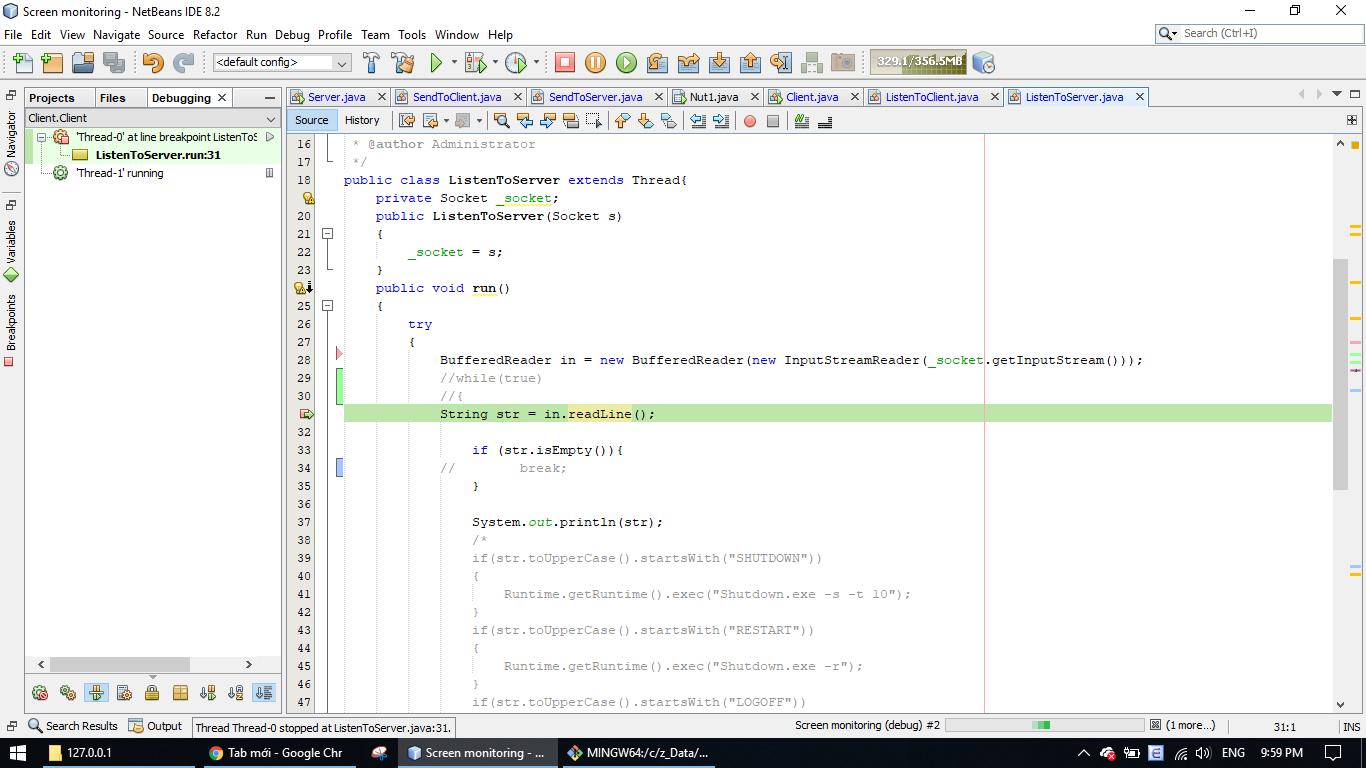 Screen monitoring - NetBeans IDE 8.2
File Edit View Navigate Source Refactor Run Debug Profile Team Tools Window Help
Search (Ctrl+I)
<default config>
329.1/356.5MB
Projects Files Debugging
Server.java SendToClient.java SendToServer.java Nut1.java Client.java ListenToClient.java ListenToServer.java
Navigator
Variables
Breakpoints
Client.Client
'Thread-0' at line breakpoint ListenToS
ListenToServer.run:31
'Thread-1' running
Source History
16 * @author Administrator
17 */
18 public class ListenToServer extends Thread{
private Socket _socket;
20 public ListenToServer(Socket s)
21 {
22 _socket = s;
23 }
public void run()
25 {
26 try
27 {
28 BufferedReader in = new BufferedReader(new InputStreamReader(_socket.getInputStream()));
29 //while(true)
30 //{
String str = in.readLine();
32
33 if (str.isEmpty()){
34 // break;
35 }
36
37 System.out.println(str);
38 /*
39 if(str.toUpperCase().startsWith("SHUTDOWN"))
40 {
41 Runtime.getRuntime().exec("Shutdown.exe -s -t 10");
42 }
43 if(str.toUpperCase().startsWith("RESTART"))
44 {
45 Runtime.getRuntime().exec("Shutdown.exe -r");
46 }
47 if(str.toUpperCase().startsWith("LOGOFF"))
Search Results Output Thread Thread-0 stopped at ListenToServer.java:31. Screen monitoring (debug) #2 (1 more...) 31:1 INS
127.0.0.1 Tab mới - Google Chr Screen monitoring - ... MINGW64:/c/z_Data/... ENG 9:59 PM